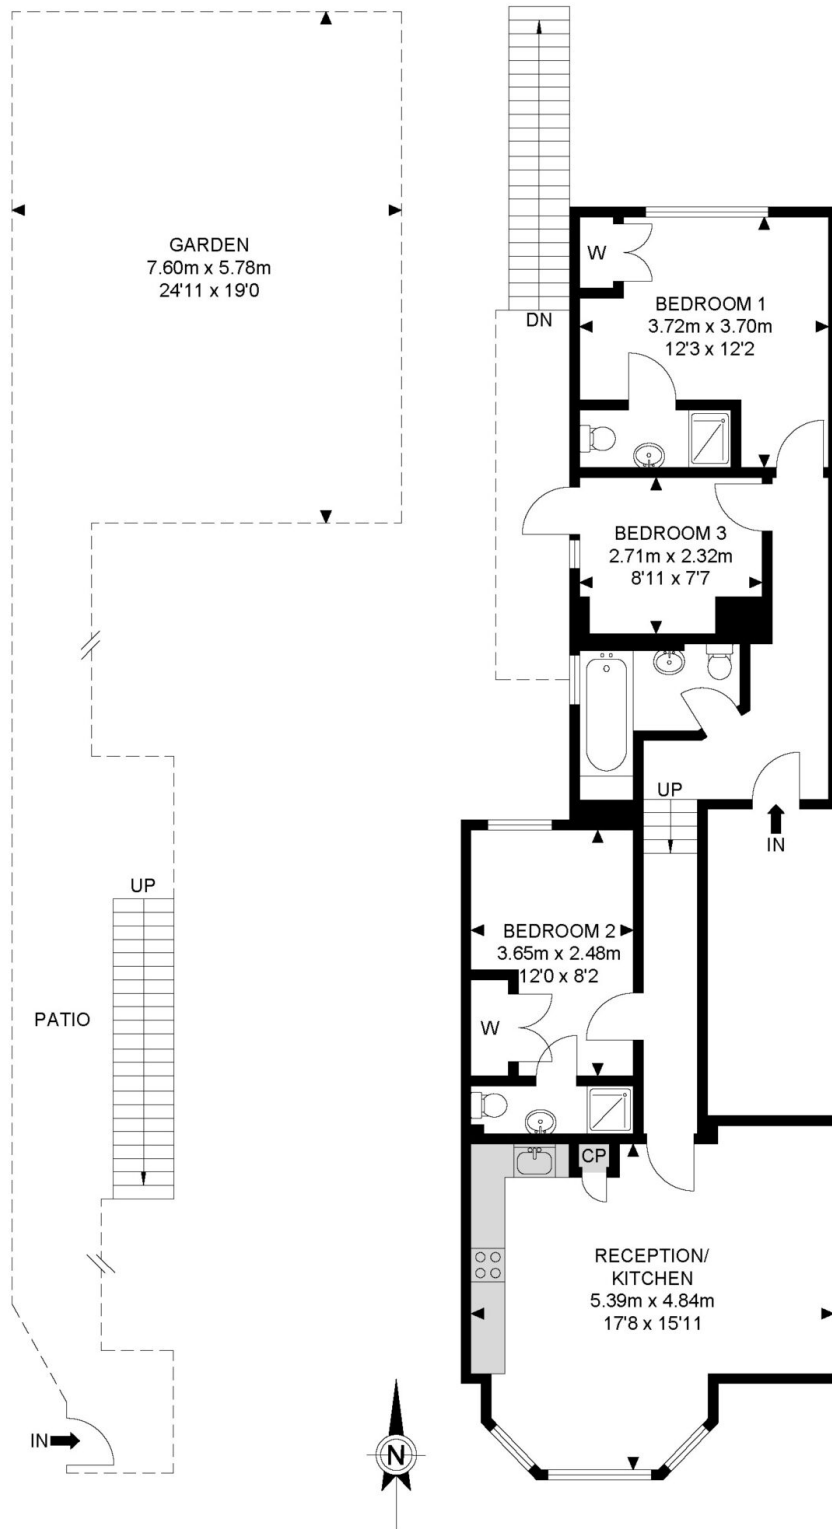 GARDEN
7.60m x 5.78m
24'11 x 19'0
DN
W
BEDROOM 1
3.72m x 3.70m
12'3 x 12'2
BEDROOM 3
2.71m x 2.32m
8'11 x 7'7
UP
IN
UP
BEDROOM 2
3.65m x 2.48m
12'0 x 8'2
W
PATIO
CP
RECEPTION/
KITCHEN
5.39m x 4.84m
17'8 x 15'11
IN
N